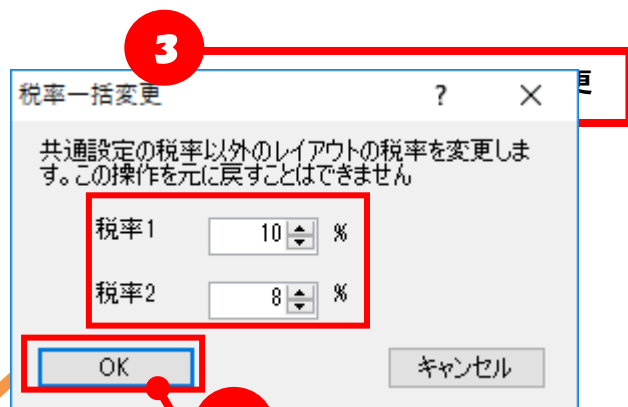 3
税率一括変更 ? ×
更
共通設定の税率以外のレイアウトの税率を変更しま
す。この操作を元に戻すことはできません
税率1 10 %
税率2 8 %
OK キャンセル